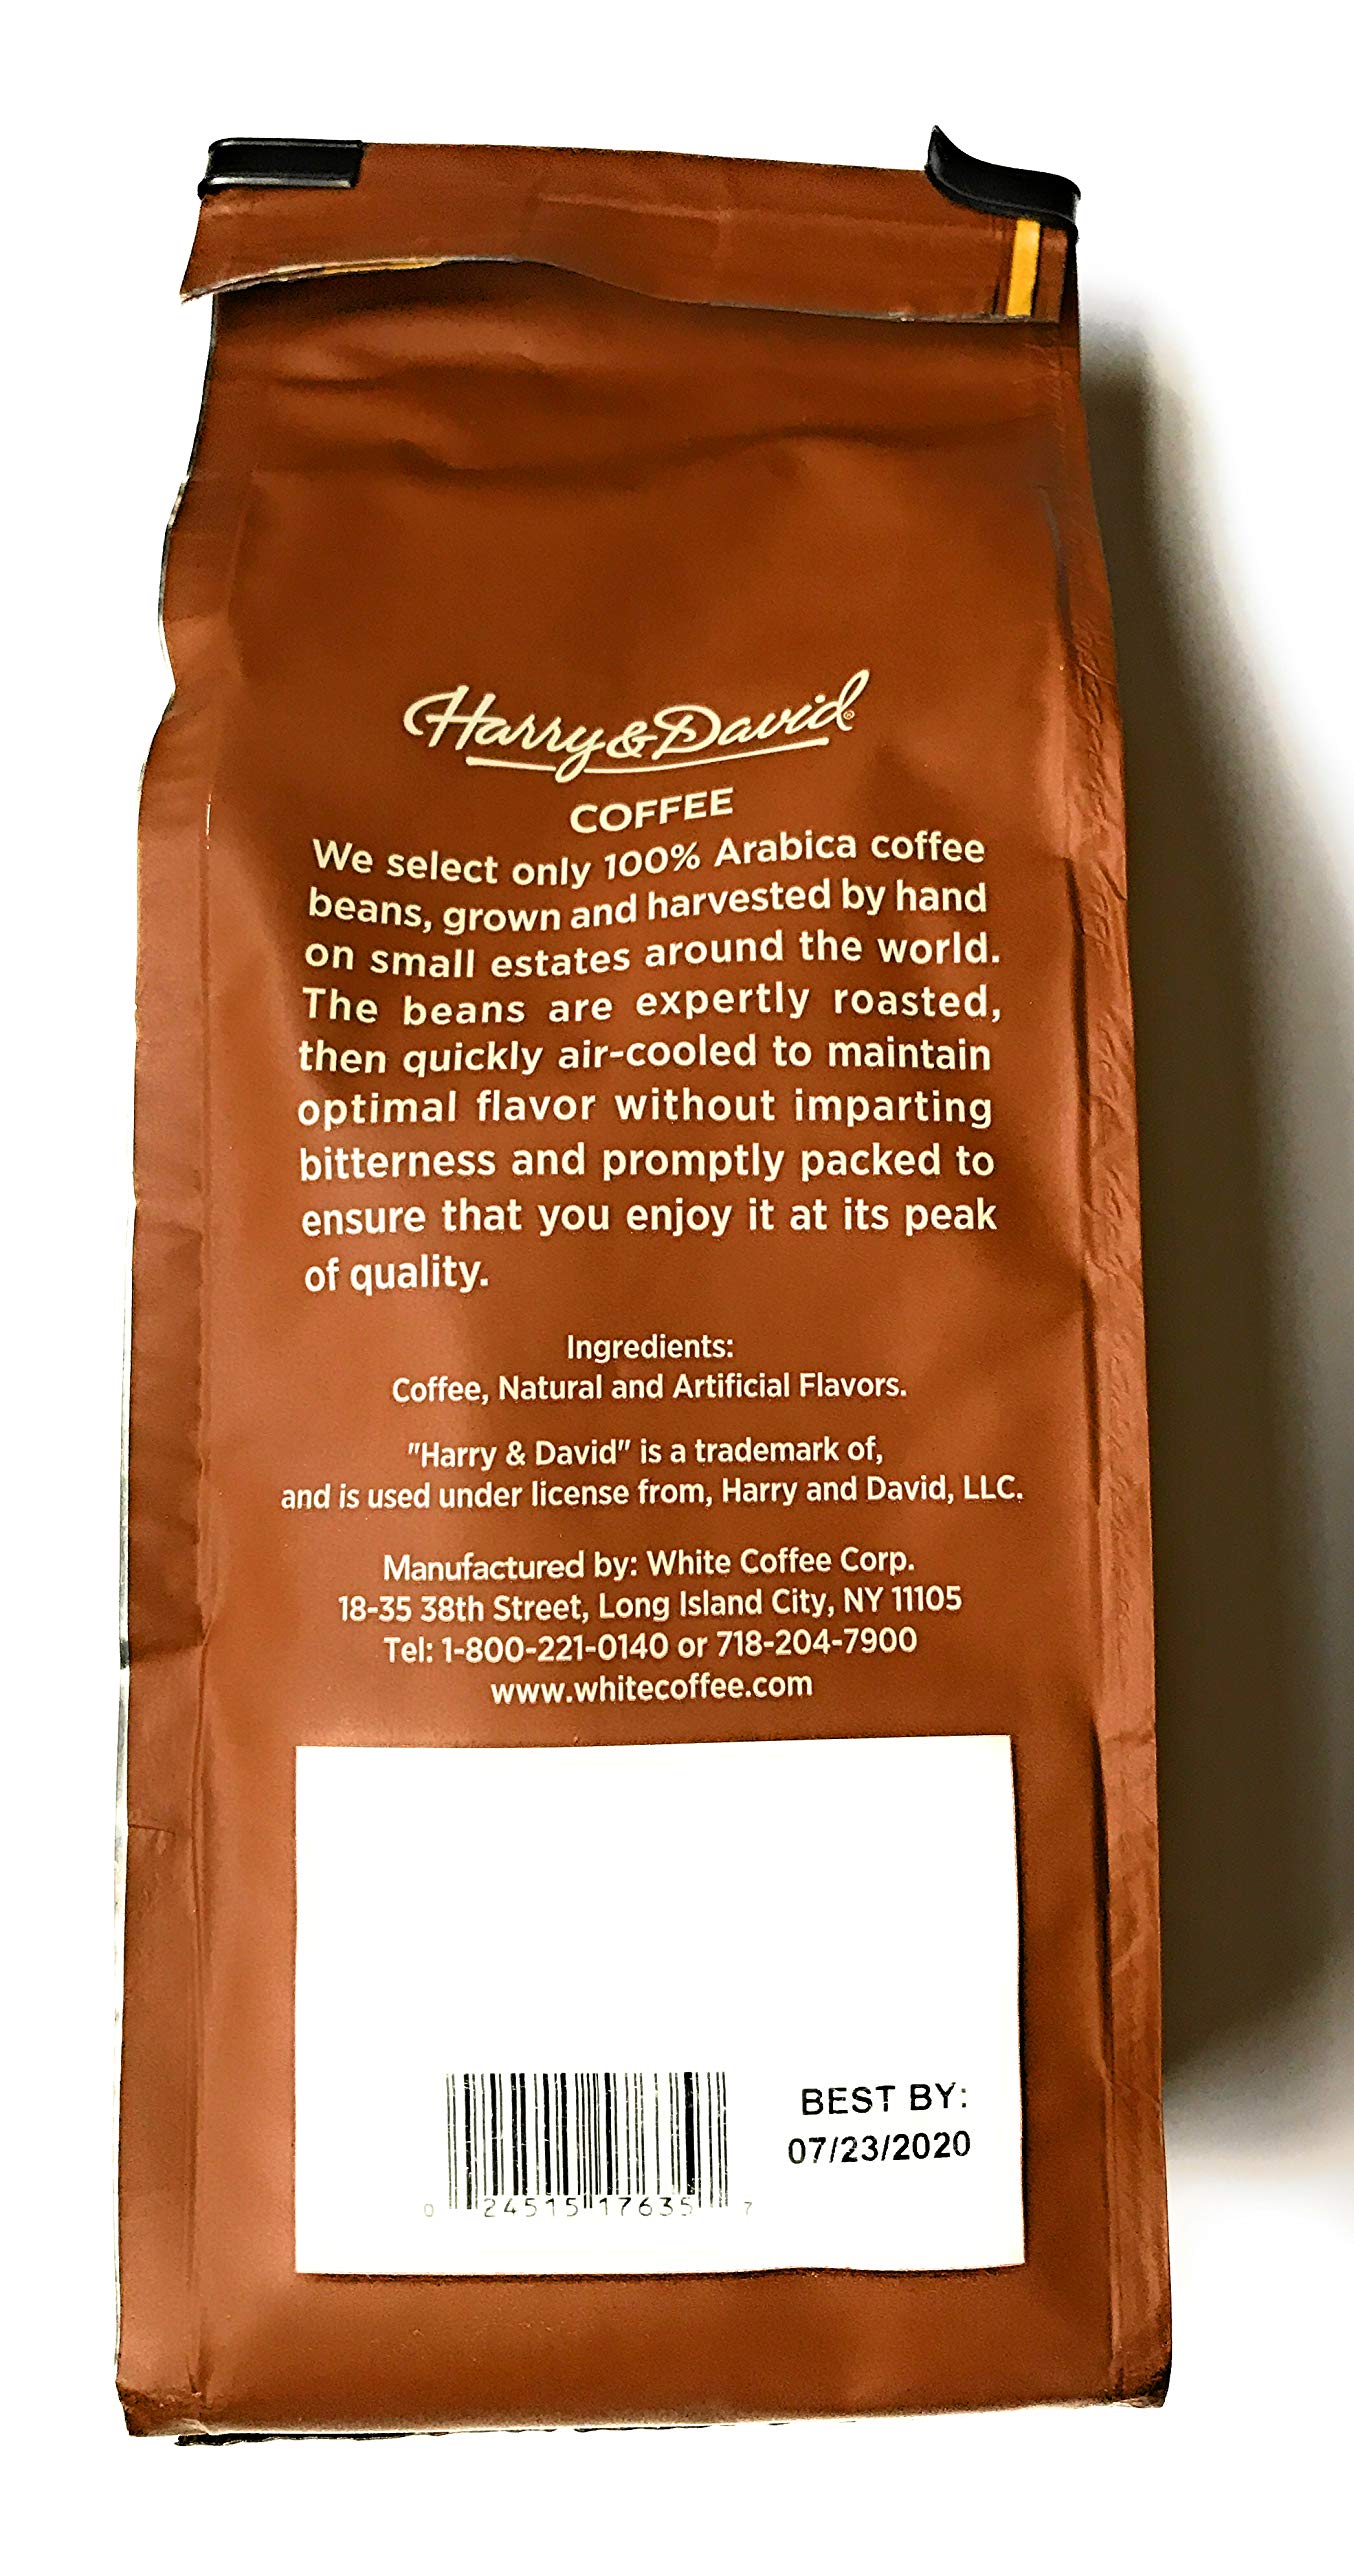 Harry & David®
COFFEE
We select only 100% Arabica coffee
beans, grown and harvested by hand
on small estates around the world.
The beans are expertly roasted,
then quickly air-cooled to maintain
optimal flavor without imparting
bitterness and promptly packed to
ensure that you enjoy it at its peak
of quality.
Ingredients:
Coffee, Natural and Artificial Flavors.
"Harry & David" is a trademark of,
and is used under license from, Harry and David, LLC.
Manufactured by: White Coffee Corp.
18-35 38th Street, Long Island City, NY 11105
Tel: 1-800-221-0140 or 718-204-7900
www.whitecoffee.com
BEST BY:
07/23/2020
0 24515 17635 7